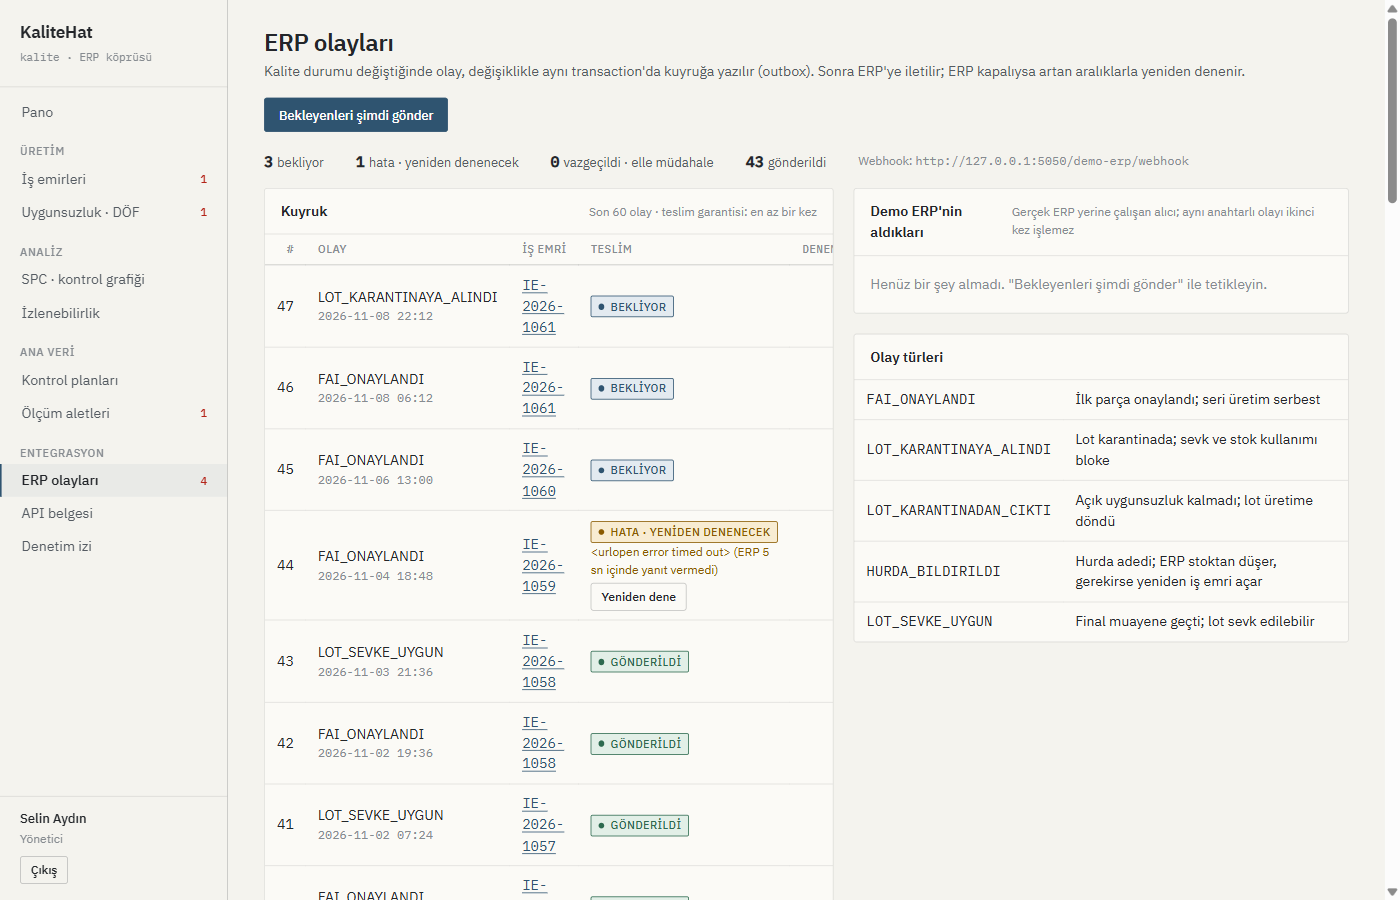 KaliteHat
kalite · ERP köprüsü
Pano
ÜRETİM
İş emirleri 1
Uygunsuzluk · DÖF 1
ANALİZ
SPC · kontrol grafiği
İzlenebilirlik
ANA VERİ
Kontrol planları
Ölçüm aletleri 1
ENTEGRASYON
ERP olayları 4
API belgesi
Denetim izi
Selin Aydın
Yönetici
Çıkış
ERP olayları
Kalite durumu değiştiğinde olay, değişiklikle aynı transaction'da kuyruğa yazılır (outbox). Sonra ERP'ye iletilir; ERP kapalıysa artan aralıklarla yeniden denenir.
Bekleyenleri şimdi gönder
3 bekliyor 1 hata · yeniden denenecek 0 vazgeçildi · elle müdahale 43 gönderildi Webhook: http://127.0.0.1:5050/demo-erp/webhook
Kuyruk Son 60 olay · teslim garantisi: en az bir kez
# OLAY İŞ EMRİ TESLİM DENEM
47 LOT_KARANTINAYA_ALINDI
2026-11-08 22:12
IE-
2026-
1061
BEKLİYOR
46 FAI_ONAYLANDI
2026-11-08 06:12
IE-
2026-
1061
BEKLİYOR
45 FAI_ONAYLANDI
2026-11-06 13:00
IE-
2026-
1060
BEKLİYOR
44 FAI_ONAYLANDI
2026-11-04 18:48
IE-
2026-
1059
HATA · YENİDEN DENENECEK
<urlopen error timed out> (ERP 5
sn içinde yanıt vermedi)
Yeniden dene
43 LOT_SEVKE_UYGUN
2026-11-03 21:36
IE-
2026-
1058
GÖNDERİLDİ
42 FAI_ONAYLANDI
2026-11-02 19:36
IE-
2026-
1058
GÖNDERİLDİ
41 LOT_SEVKE_UYGUN
2026-11-02 07:24
IE-
2026-
1057
GÖNDERİLDİ
FAI_ONAYLANDI
IE-
Demo ERP'nin
aldıkları
Gerçek ERP yerine çalışan alıcı; aynı anahtarlı olayı ikinci
kez işlemez
Henüz bir şey almadı. "Bekleyenleri şimdi gönder" ile tetikleyin.
Olay türleri
FAI_ONAYLANDI İlk parça onaylandı; seri üretim serbest
LOT_KARANTINAYA_ALINDI Lot karantinada; sevk ve stok kullanımı
bloke
LOT_KARANTINADAN_CIKTI Açık uygunsuzluk kalmadı; lot üretime
döndü
HURDA_BILDIRILDI Hurda adedi; ERP stoktan düşer,
gerekirse yeniden iş emri açar
LOT_SEVKE_UYGUN Final muayene geçti; lot sevk edilebilir